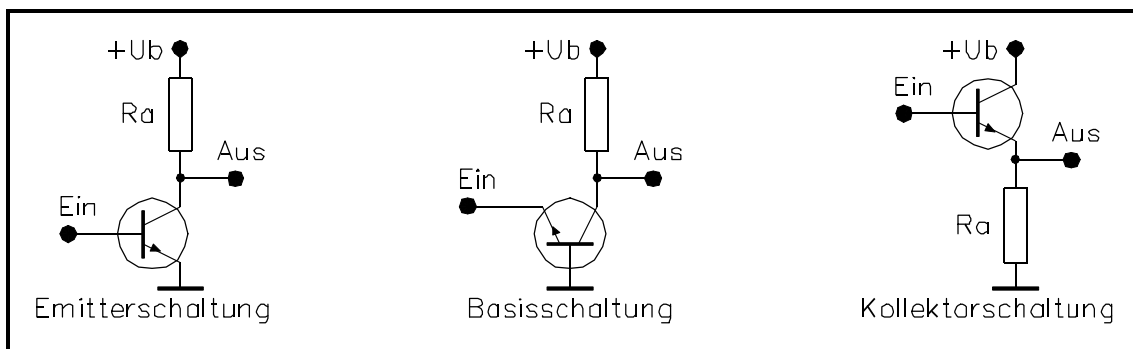 +Ub
Ra
Aus
Ein
Emitterschaltung
+Ub
Ra
Aus
Ein
Basisschaltung
+Ub
Ein
Aus
Ra
Kollektorschaltung